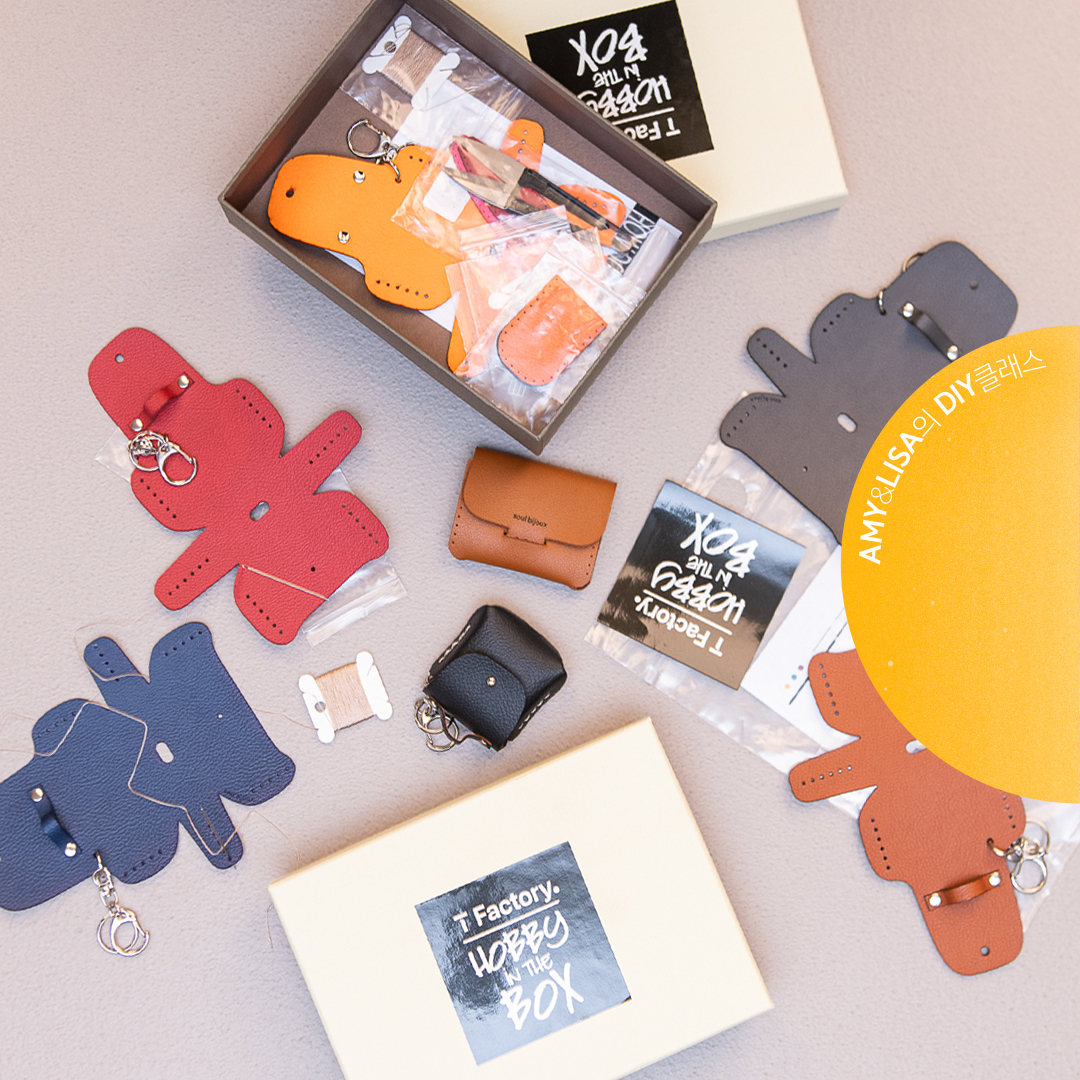 T Fac
HOBBY
IN THE
BOX
AMY&LISA의 DIY클래스
soul bijoux
T Factory.
HOBBY
IN THE
BOX
T Factory.
HOBBY
IN THE
BOX